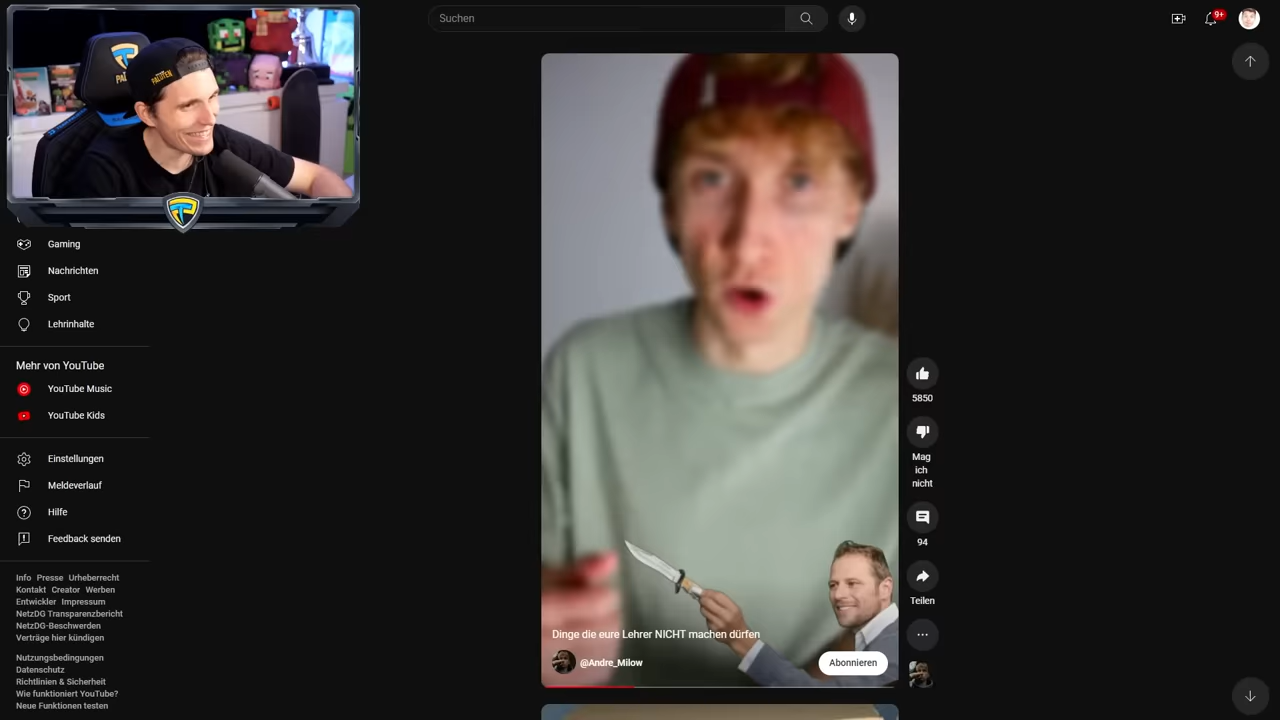 PALUTEN
Suchen
9+
Gaming
Nachrichten
Sport
Lehrinhalte
Mehr von YouTube
YouTube Music
YouTube Kids
Einstellungen
Meldeverlauf
Hilfe
Feedback senden
Info Presse Urheberrecht
Kontakt Creator Werben
Entwickler Impressum
NetzDG Transparenzbericht
NetzDG-Beschwerden
Verträge hier kündigen
Nutzungsbedingungen
Datenschutz
Richtlinien & Sicherheit
Wie funktioniert YouTube?
Neue Funktionen testen
Dinge die eure Lehrer NICHT machen dürfen
@Andre_Milow
Abonnieren
5850
Mag
ich
nicht
94
Teilen